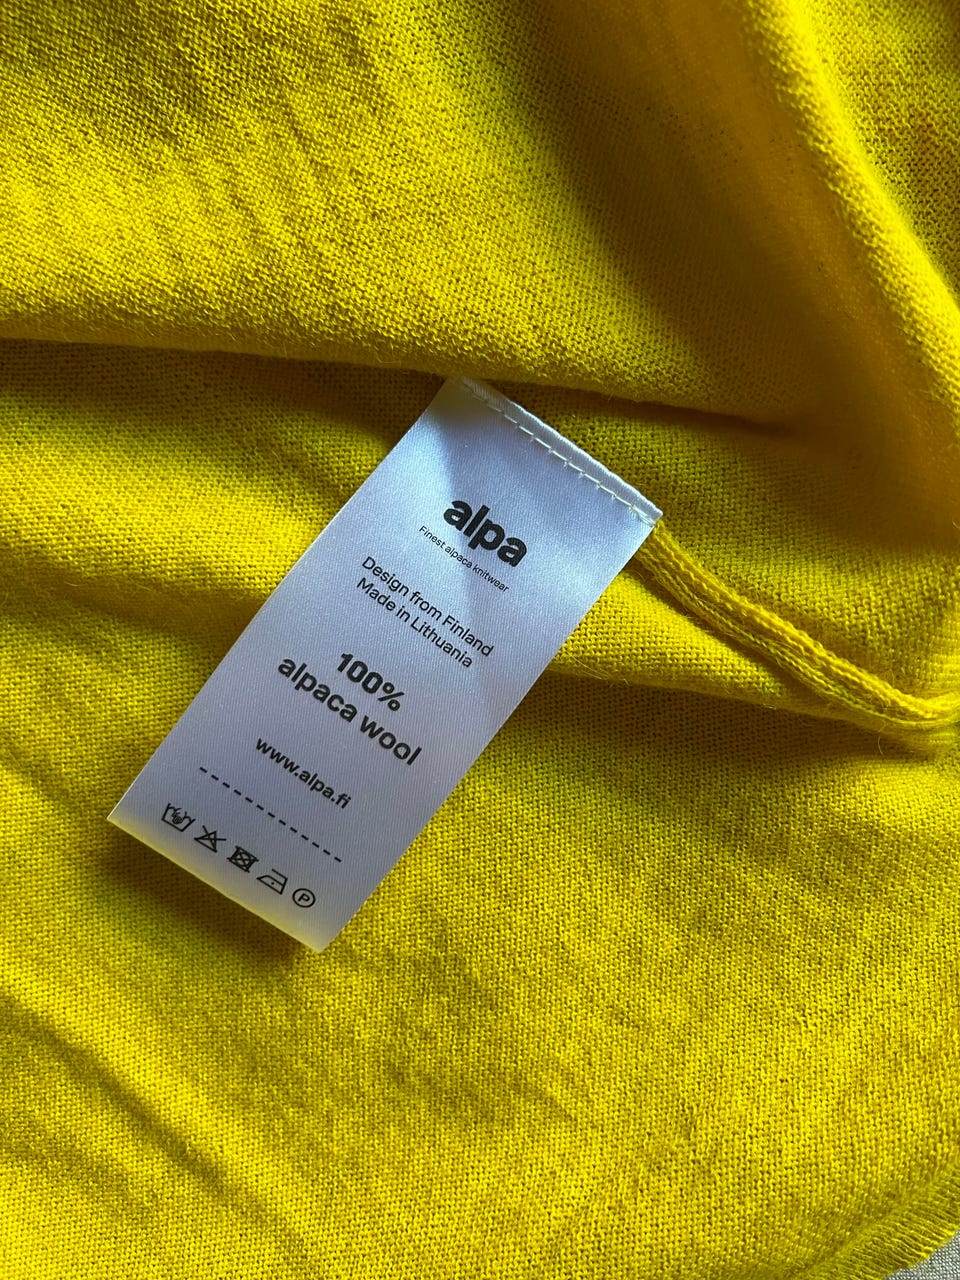 alpa
Finest alpaca knitwear
Design from Finland
Made in Lithuania
100%
alpaca wool
www.alpa.fi
P